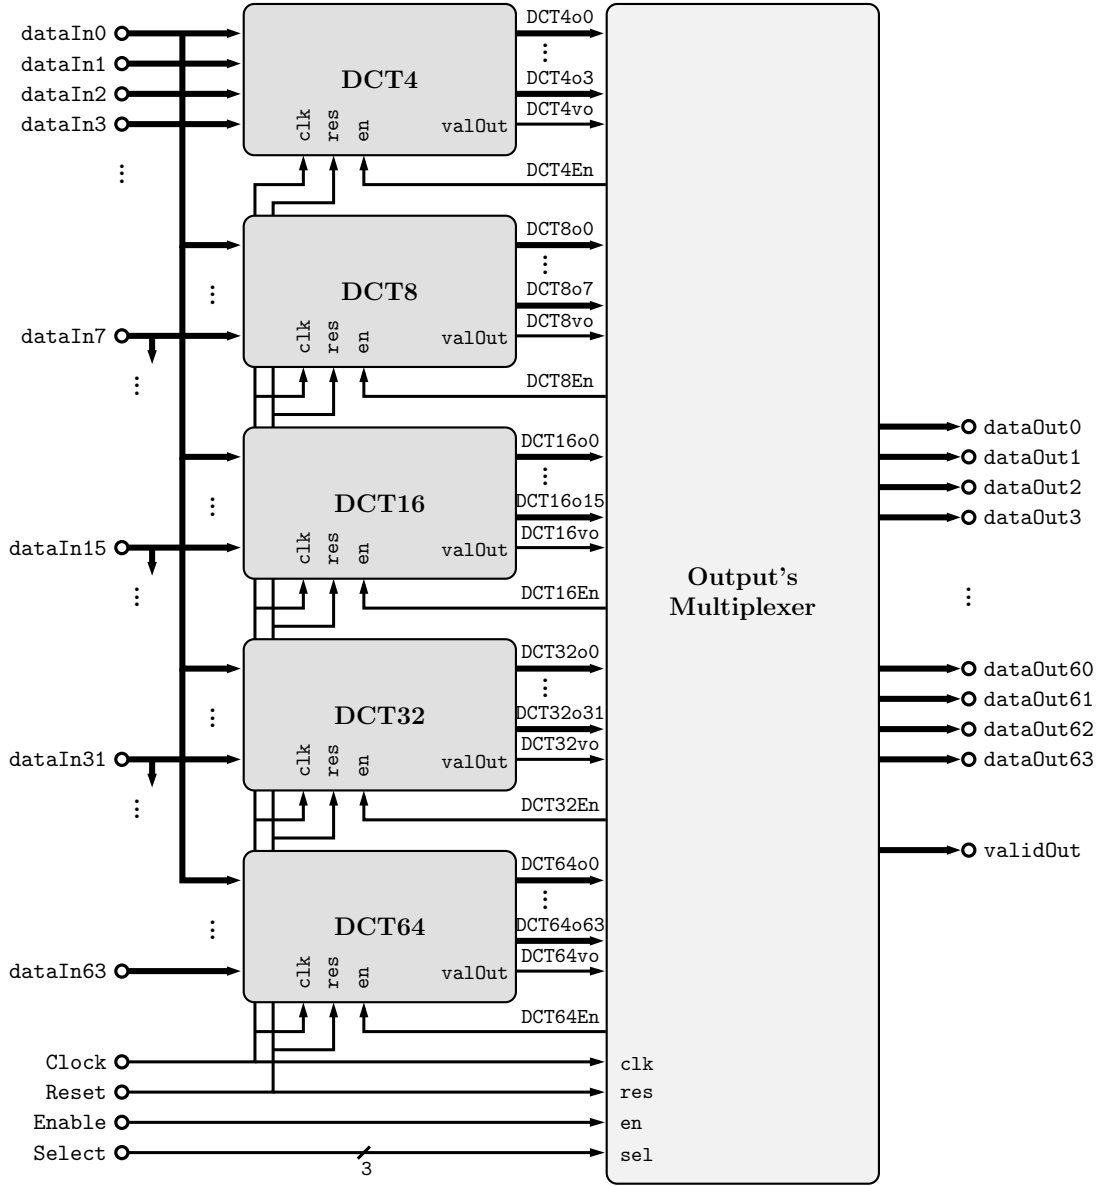 dataIn0
dataIn1
dataIn2
dataIn3
⋮
DCT4
clk
res
en
valOut
DCT4o0
⋮
DCT4o3
DCT4vo
DCT4En
dataIn7
⋮
⋮
DCT8
clk
res
en
valOut
DCT8o0
⋮
DCT8o7
DCT8vo
DCT8En
dataIn15
⋮
⋮
DCT16
clk
res
en
valOut
DCT16o0
⋮
DCT16o15
DCT16vo
DCT16En
dataIn31
⋮
⋮
DCT32
clk
res
en
valOut
DCT32o0
⋮
DCT32o31
DCT32vo
DCT32En
dataIn63
⋮
DCT64
clk
res
en
valOut
DCT64o0
⋮
DCT64o63
DCT64vo
DCT64En
Clock
Reset
Enable
Select
3
clk
res
en
sel
Output's
Multiplexer
dataOut0
dataOut1
dataOut2
dataOut3
⋮
dataOut60
dataOut61
dataOut62
dataOut63
validOut